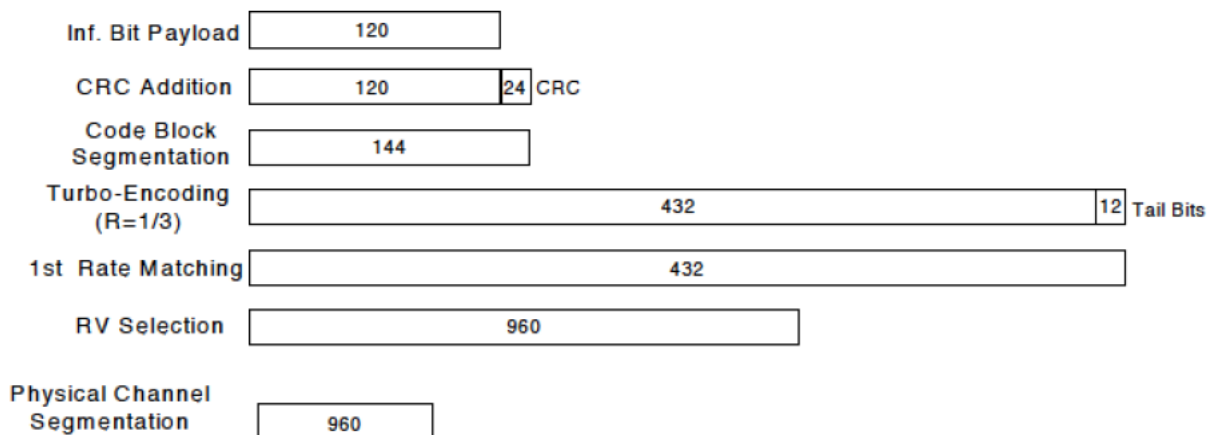 Inf. Bit Payload 120
CRC Addition 120 24 CRC
Code Block
Segmentation 144
Turbo-Encoding
(R=1/3) 432 12 Tail Bits
1st Rate Matching 432
RV Selection 960
Physical Channel
Segmentation 960